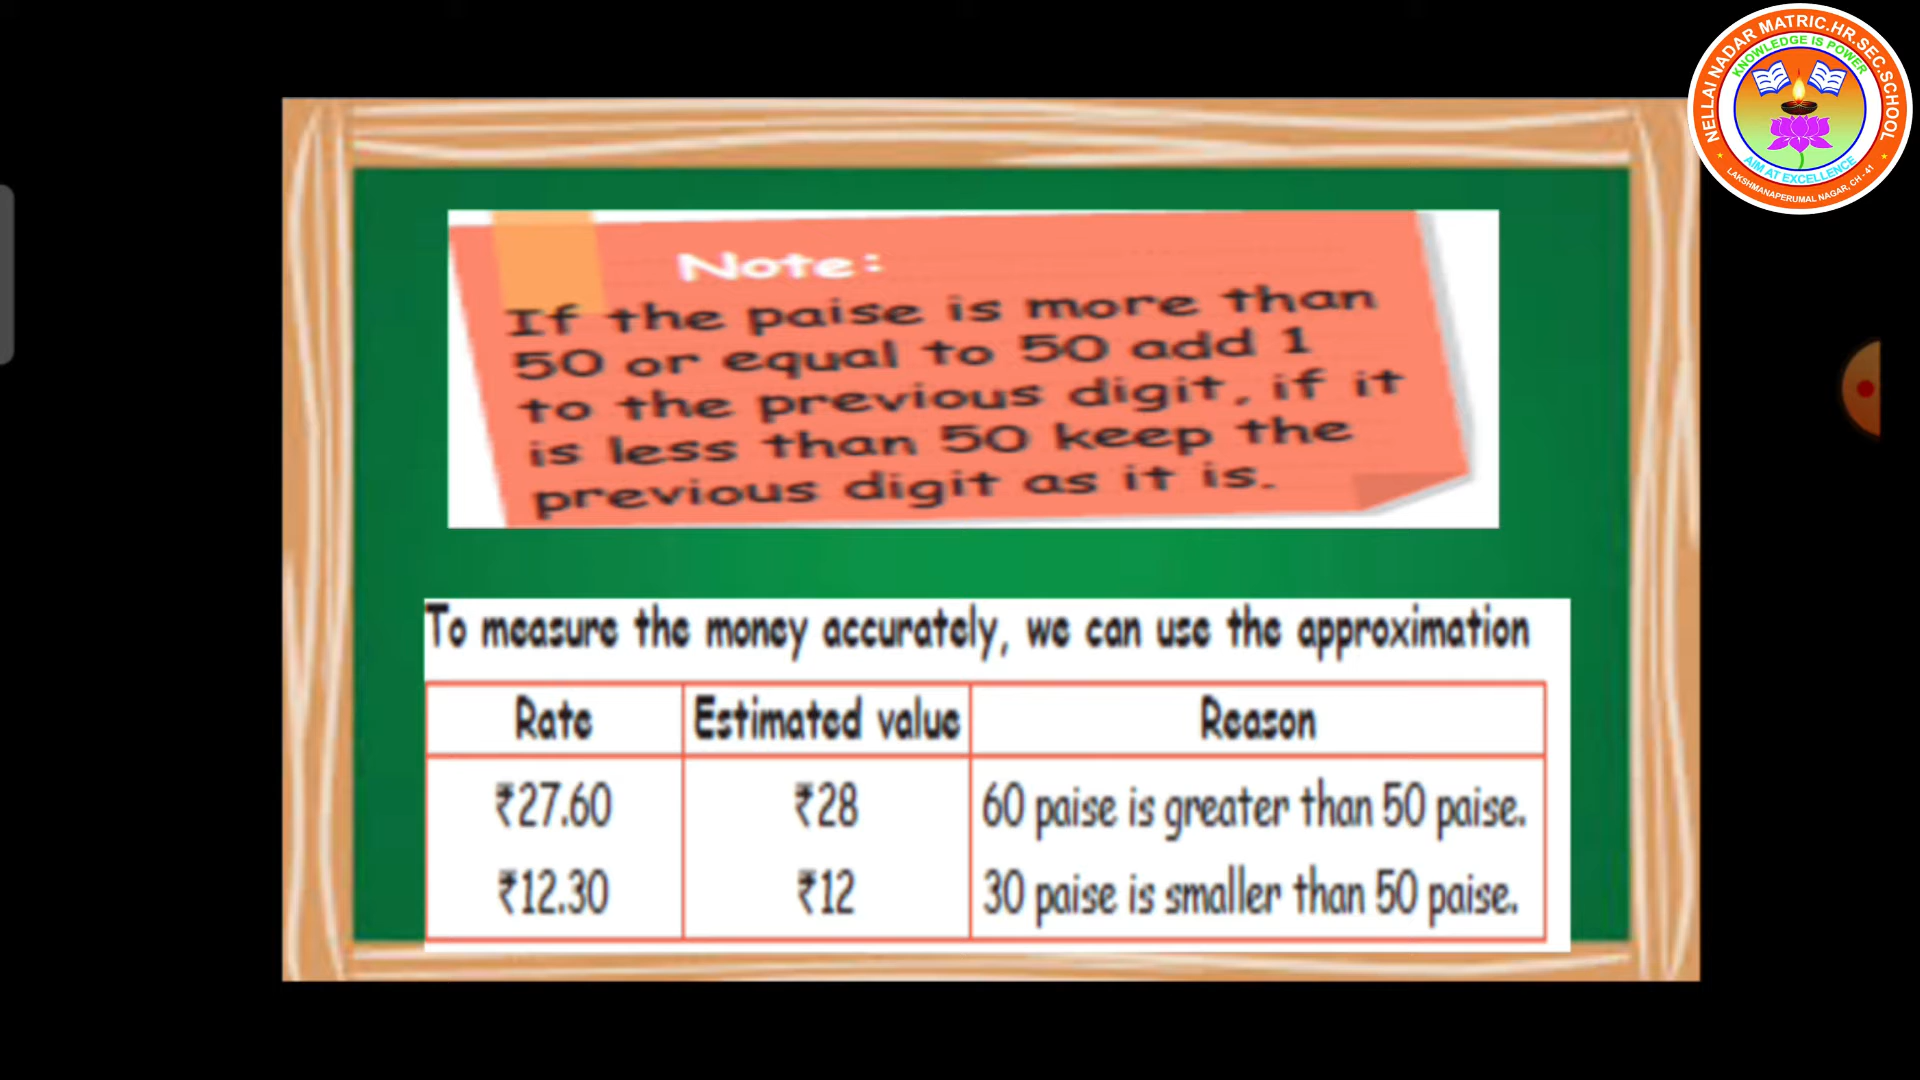 NELLAI NADAR MATRIC.HR.SEC.SCHOOL
KNOWLEDGE IS POWER
AIM AT EXCELLENCE
LAKSHMANAPERUMAL NAGAR, CH - 41
Note:
If the paise is more than
50 or equal to 50 add 1
to the previous digit, if it
is less than 50 keep the
previous digit as it is.
To measure the money accurately, we can use the approximation
Rate Estimated value Reason
₹27.60 ₹28 60 paise is greater than 50 paise.
₹12.30 ₹12 30 paise is smaller than 50 paise.